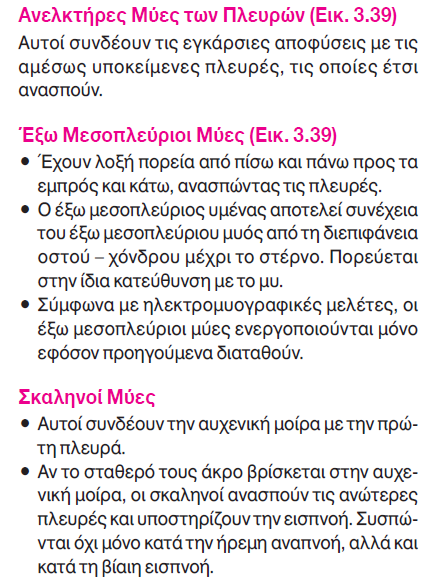 Ανελκτήρες Μύες των Πλευρών (Εικ. 3.39)
Αυτοί συνδέουν τις εγκάρσιες αποφύσεις με τις
αμέσως υποκείμενες πλευρές, τις οποίες έτσι
ανασπούν.
Έξω Μεσοπλεύριοι Μύες (Εικ. 3.39)
● Έχουν λοξή πορεία από πίσω και πάνω προς τα
εμπρός και κάτω, ανασπώντας τις πλευρές.
● Ο έξω μεσοπλεύριος υμένας αποτελεί συνέχεια
του έξω μεσοπλεύριου μυός από τη διεπιφάνεια
οστού – χόνδρου μέχρι το στέρνο. Πορεύεται
στην ίδια κατεύθυνση με το μυ.
● Σύμφωνα με ηλεκτρομυογραφικές μελέτες, οι
έξω μεσοπλεύριοι μύες ενεργοποιούνται μόνο
εφόσον προηγούμενα διαταθούν.
Σκαληνοί Μύες
● Αυτοί συνδέουν την αυχενική μοίρα με την πρώ-
τη πλευρά.
● Αν το σταθερό τους άκρο βρίσκεται στην αυχε-
νική μοίρα, οι σκαληνοί ανασπούν τις ανώτερες
πλευρές και υποστηρίζουν την εισπνοή. Συσπώ-
νται όχι μόνο κατά την ήρεμη αναπνοή, αλλά και
κατά τη βίαιη εισπνοή.